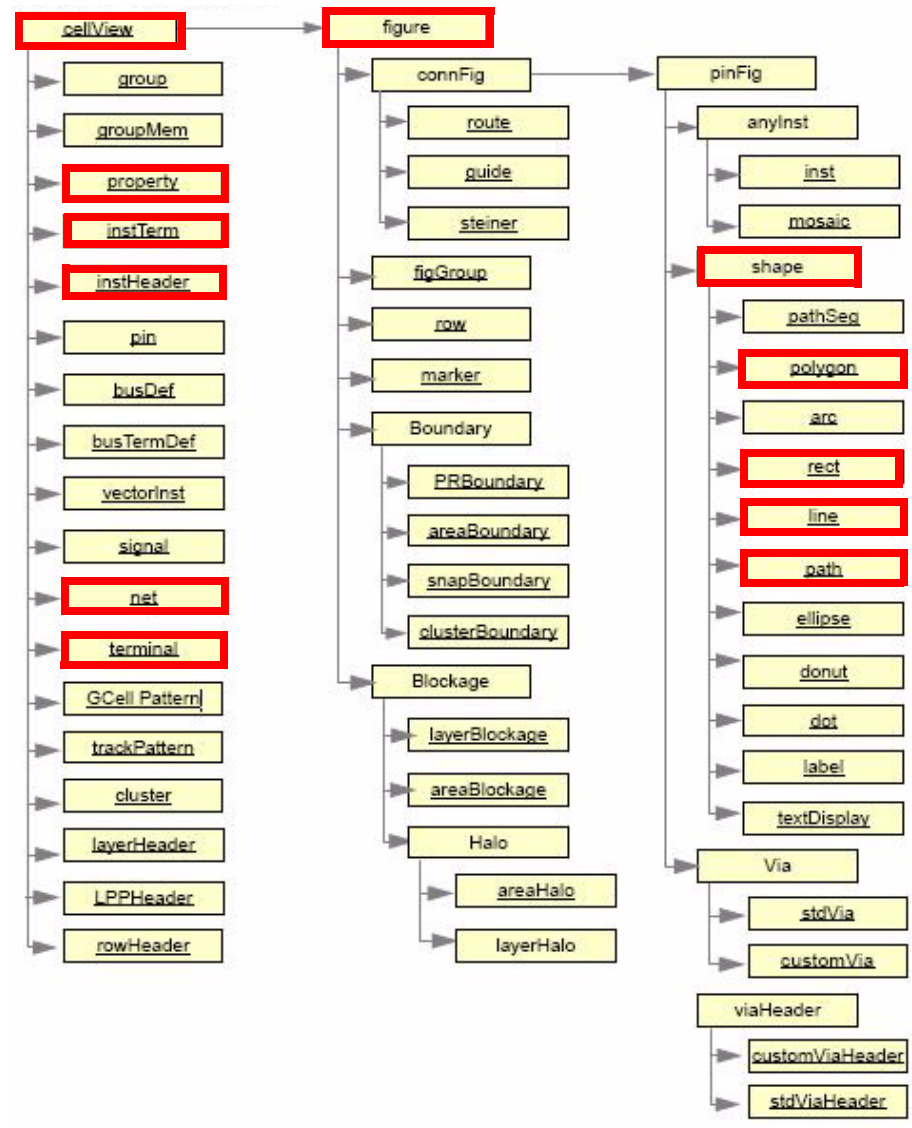 cellView
group
groupMem
property
instTerm
instHeader
pin
busDef
busTermDef
vectorInst
signal
net
terminal
GCell Pattern
trackPattern
cluster
layerHeader
LPPHeader
rowHeader
figure
connFig
route
guide
steiner
figGroup
row
marker
Boundary
PRBoundary
areaBoundary
snapBoundary
clusterBoundary
Blockage
layerBlockage
areaBlockage
Halo
areaHalo
layerHalo
pinFig
anyInst
inst
mosaic
shape
pathSeg
polygon
arc
rect
line
path
ellipse
donut
dot
label
textDisplay
Via
stdVia
customVia
viaHeader
customViaHeader
stdViaHeader